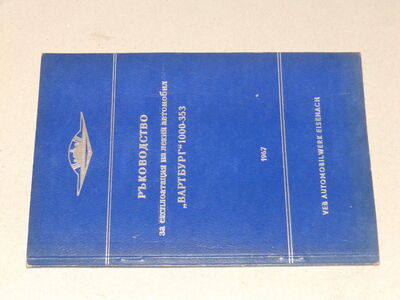 РЪКОВОДСТВО
за експлоатация на лекия автомобил
„ВАРТБУРГ“ 1000-353
1967
VEB AUTOMOBILWERK EISENACH